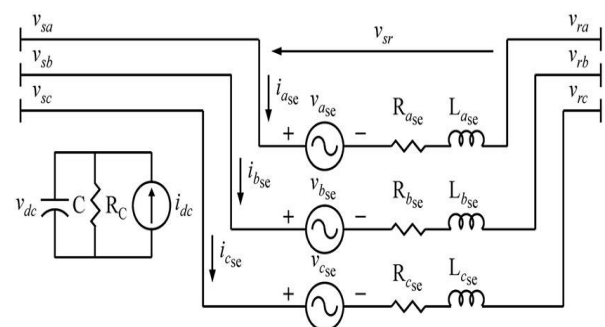 v_sa
v_sb
v_sc
v_sr
v_ra
v_rb
v_rc
i_ase
v_ase
R_ase
L_ase
+
−
i_bse
v_bse
R_bse
L_bse
+
−
v_dc
C
R_C
i_dc
i_cse
v_cse
R_cse
L_cse
+
−